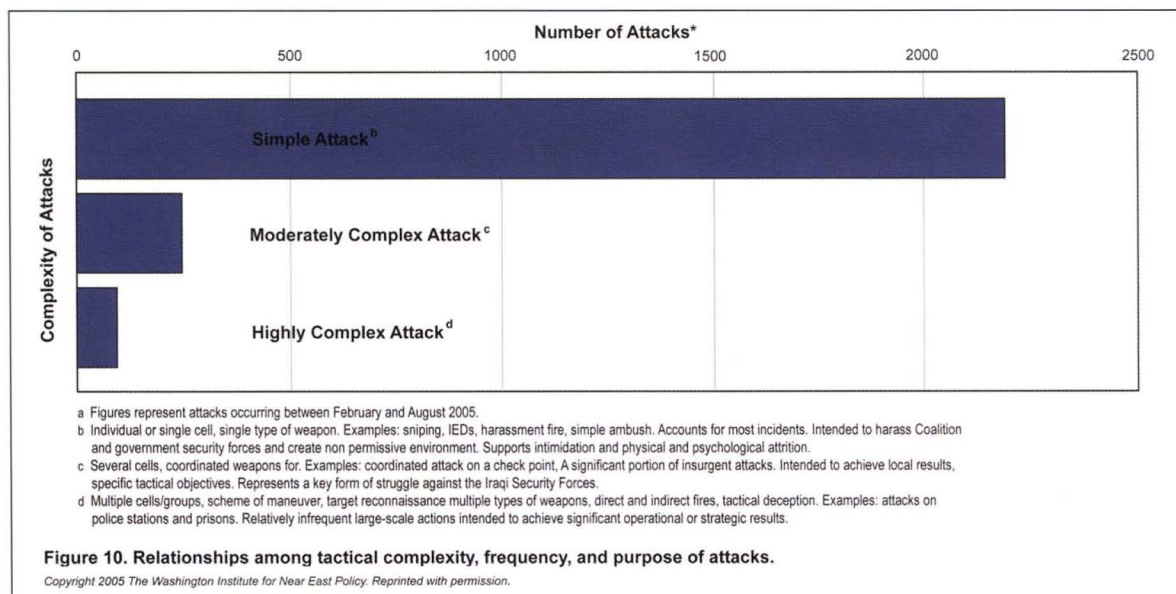 Number of Attacks*
0 500 1000 1500 2000 2500
Complexity of Attacks
Simple Attack b
Moderately Complex Attack c
Highly Complex Attack d
a Figures represent attacks occurring between February and August 2005.
b Individual or single cell, single type of weapon. Examples: sniping, IEDs, harassment fire, simple ambush. Accounts for most incidents. Intended to harass Coalition
and government security forces and create non permissive environment. Supports intimidation and physical and psychological attrition.
c Several cells, coordinated weapons for. Examples: coordinated attack on a check point, A significant portion of insurgent attacks. Intended to achieve local results,
specific tactical objectives. Represents a key form of struggle against the Iraqi Security Forces.
d Multiple cells/groups, scheme of maneuver, target reconnaissance multiple types of weapons, direct and indirect fires, tactical deception. Examples: attacks on
police stations and prisons. Relatively infrequent large-scale actions intended to achieve significant operational or strategic results.
Figure 10. Relationships among tactical complexity, frequency, and purpose of attacks.
Copyright 2005 The Washington Institute for Near East Policy. Reprinted with permission.